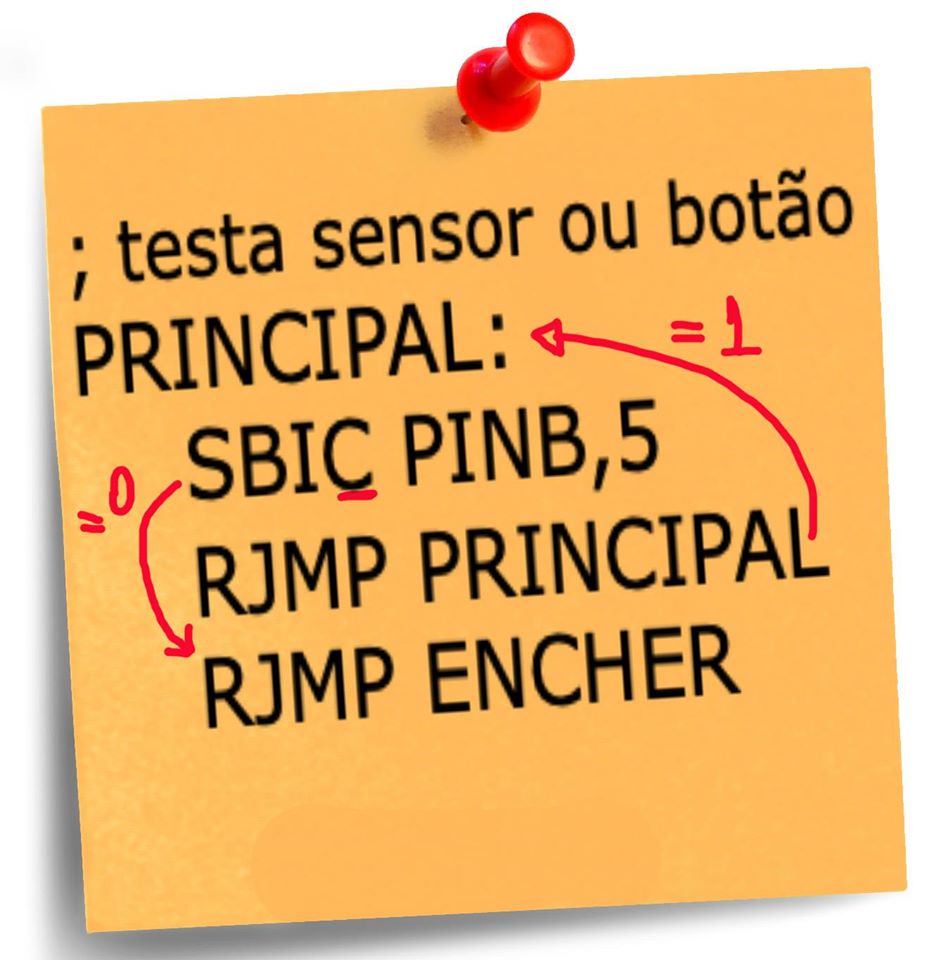 ; testa sensor ou botão
PRINCIPAL:
= 1
SBIC PINB,5
= 0
RJMP PRINCIPAL
RJMP ENCHER